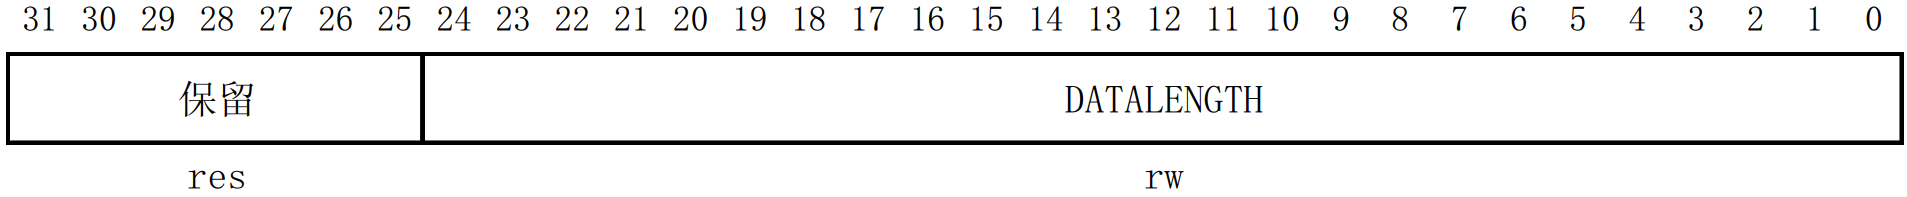 31 30 29 28 27 26 25 24 23 22 21 20 19 18 17 16 15 14 13 12 11 10 9 8 7 6 5 4 3 2 1 0
保留 DATALENGTH
res rw